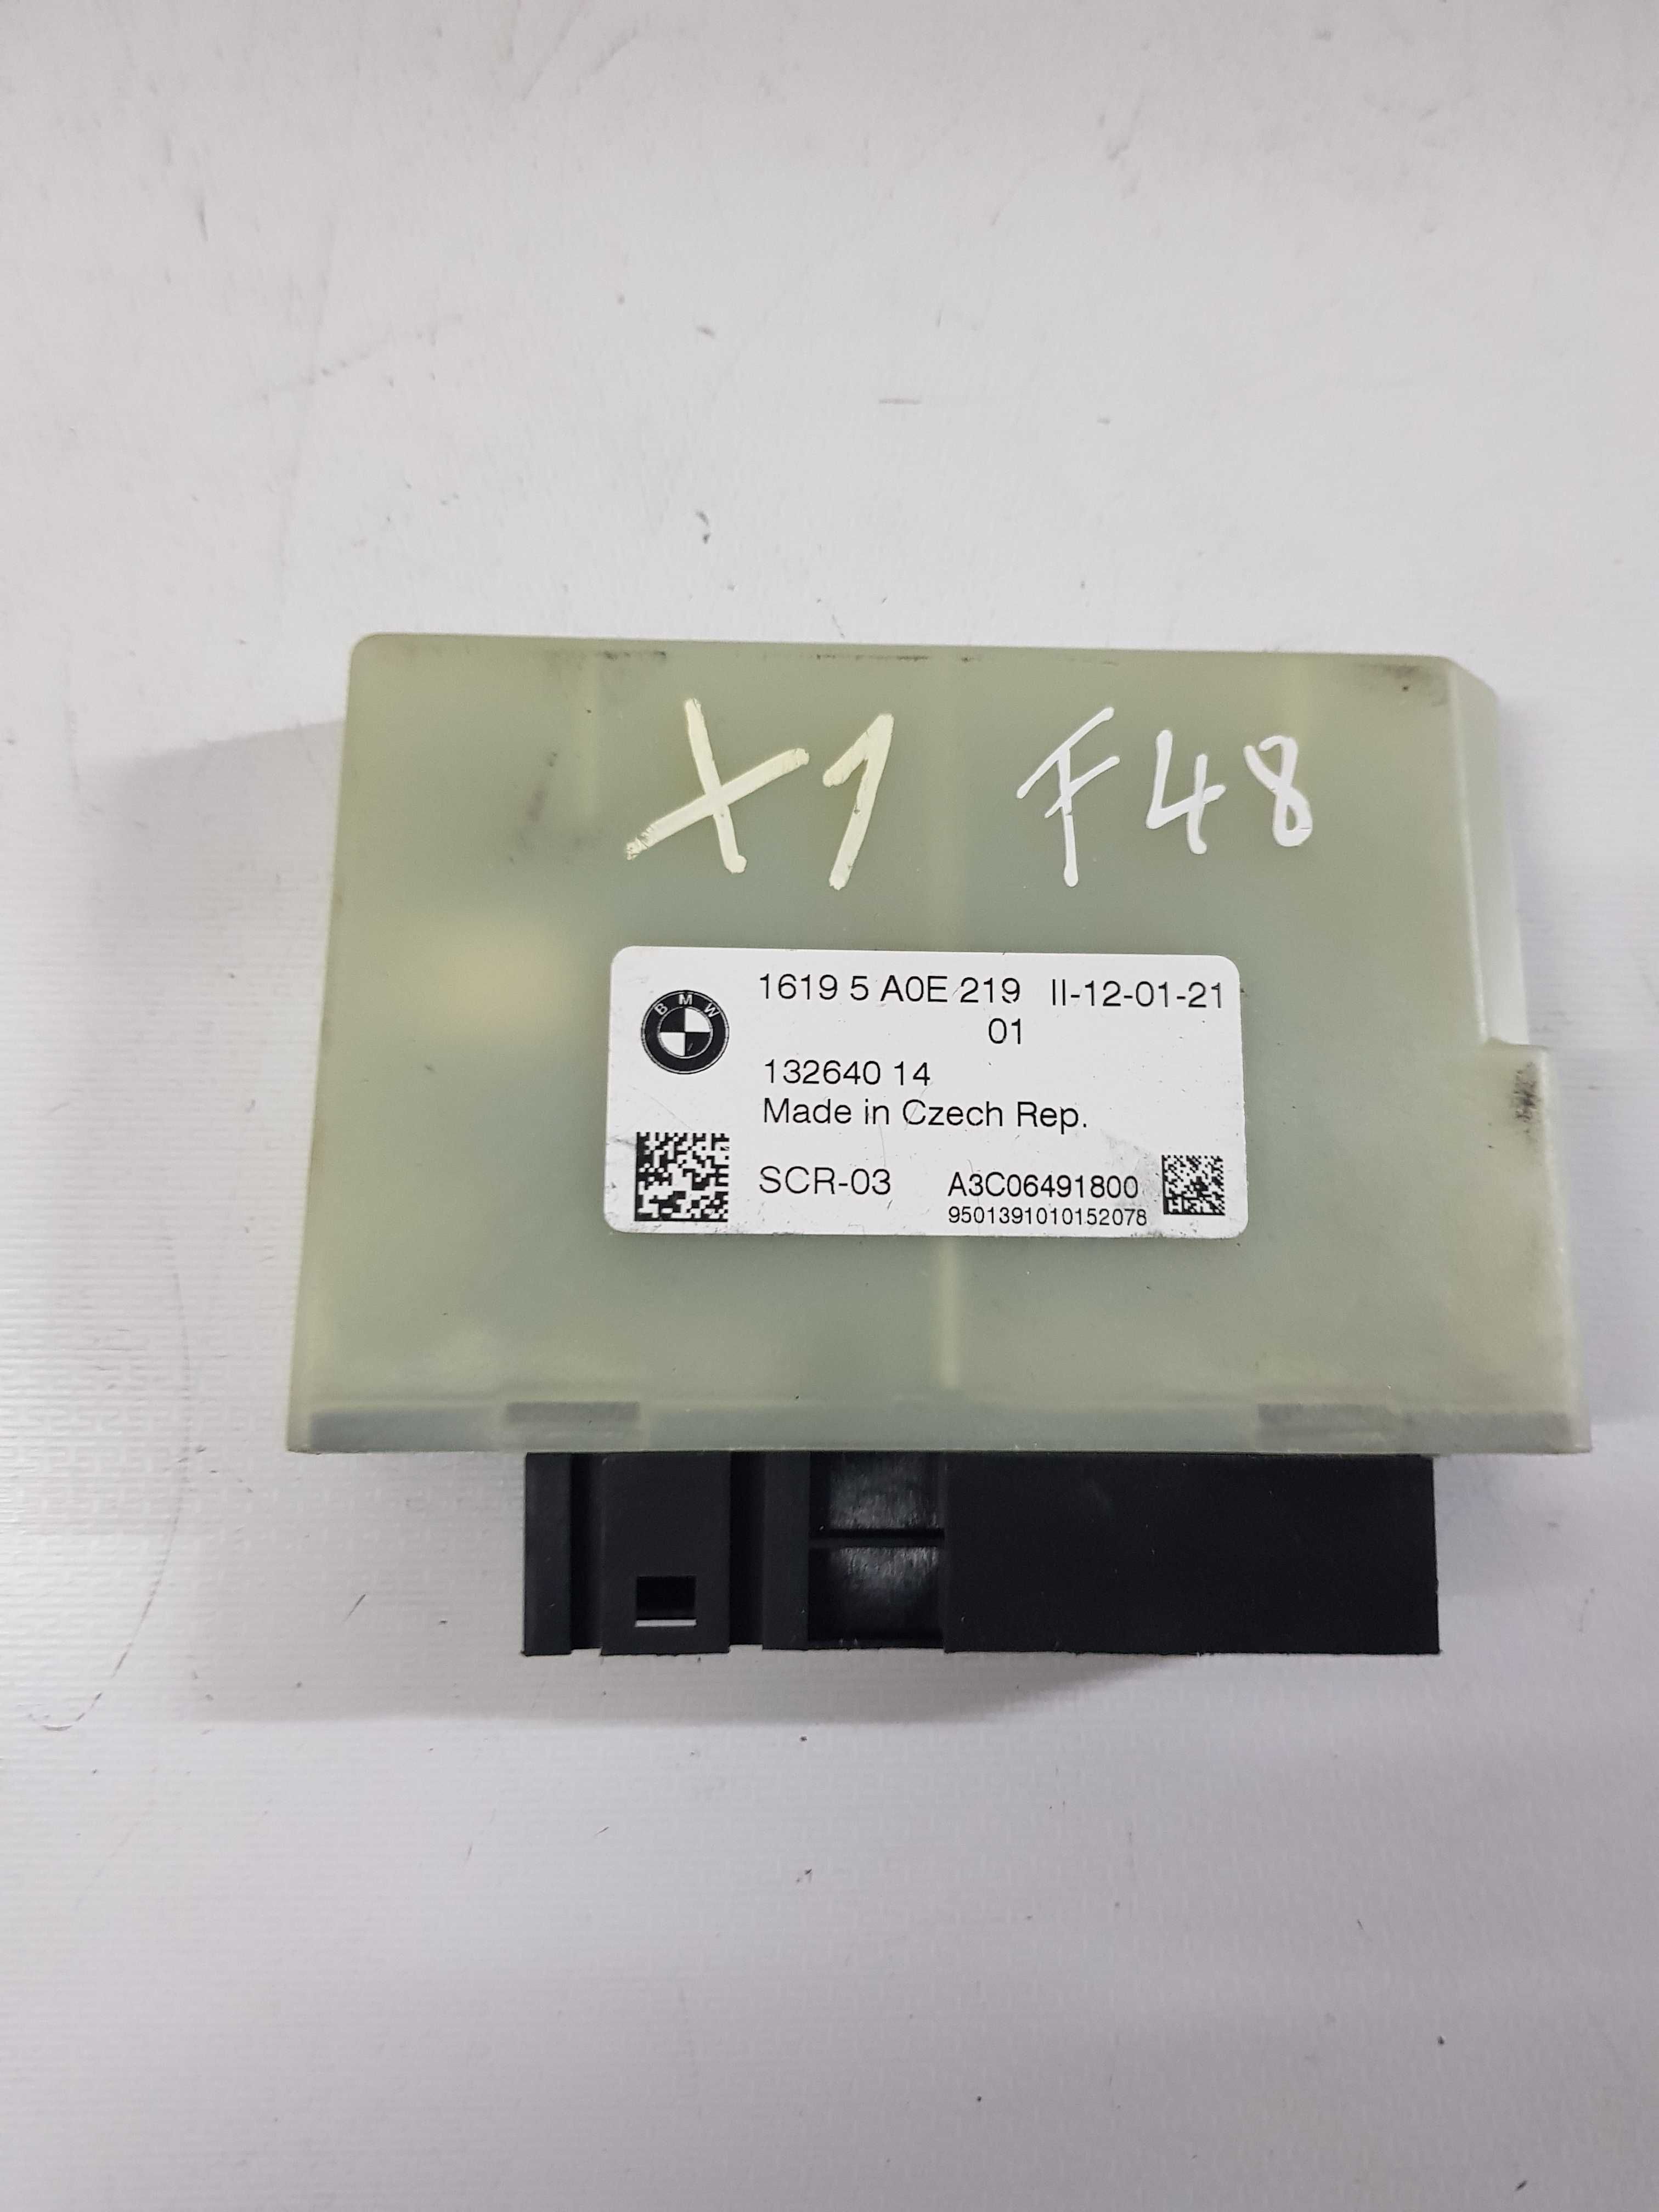 X1 F48
BMW
1619 5 A0E 219 II-12-01-21
01
132640 14
Made in Czech Rep.
SCR-03 A3C06491800
9501391010152078